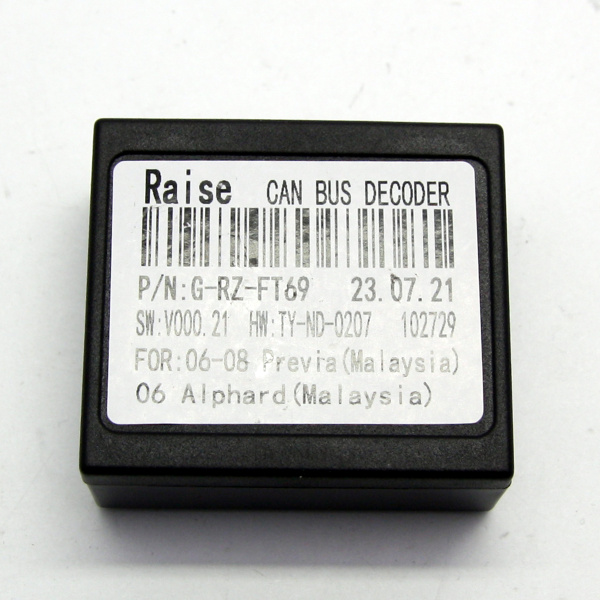 Raise CAN BUS DECODER
P/N:G-RZ-FT69 23.07.21
SW:V000.21 HW:TY-ND-0207 102729
FOR:06-08 Previa(Malaysia)
06 Alphard(Malaysia)